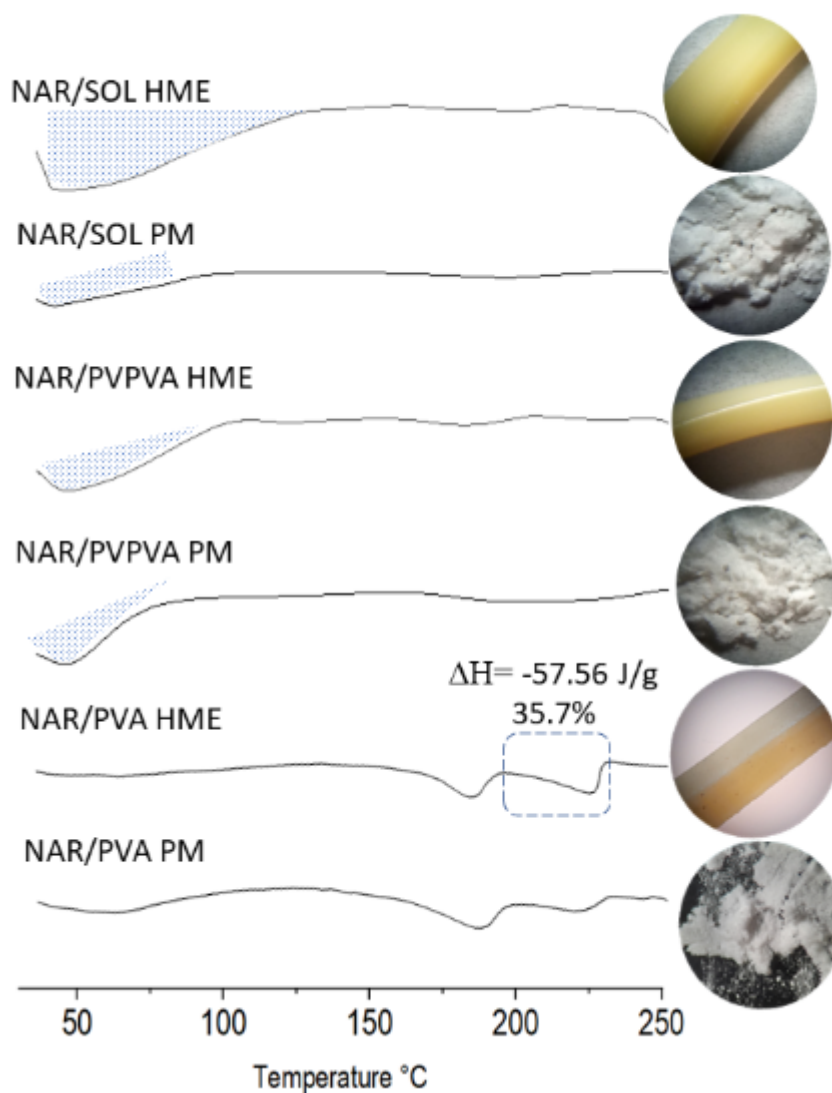 NAR/SOL HME
NAR/SOL PM
NAR/PVPVA HME
NAR/PVPVA PM
ΔH= -57.56 J/g
35.7%
NAR/PVA HME
NAR/PVA PM
50 100 150 200 250
Temperature °C